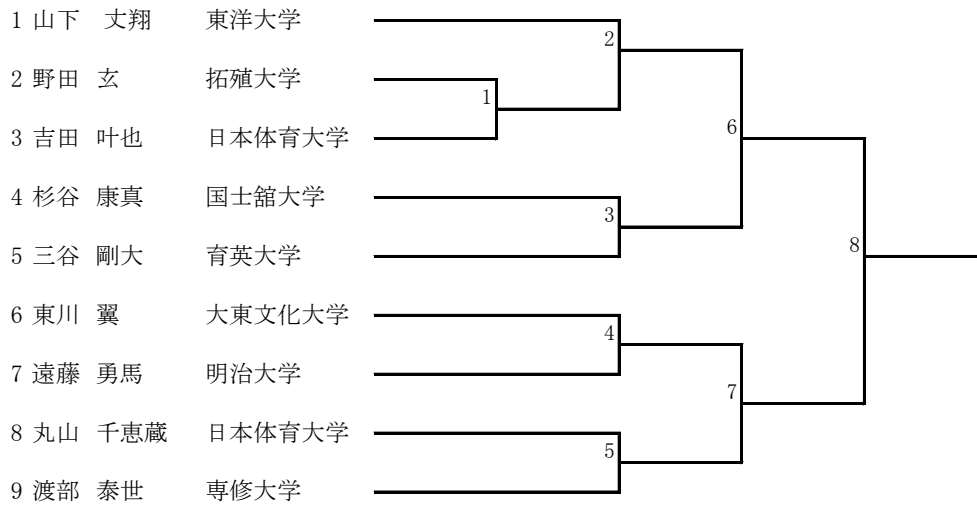 1 山下 丈翔 東洋大学
2 野田 玄 拓殖大学
3 吉田 叶也 日本体育大学
4 杉谷 康真 国士舘大学
5 三谷 剛大 育英大学
6 東川 翼 大東文化大学
7 遠藤 勇馬 明治大学
8 丸山 千恵蔵 日本体育大学
9 渡部 泰世 専修大学
2
1
6
3
8
4
7
5